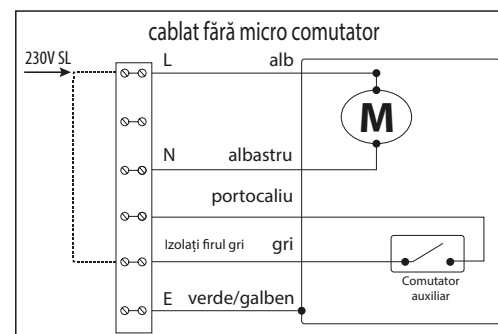 cablat fără micro comutator
230V SL
L alb
M
N albastru
portocaliu
Izolați firul gri gri
Comutator
auxiliar
E verde/galben